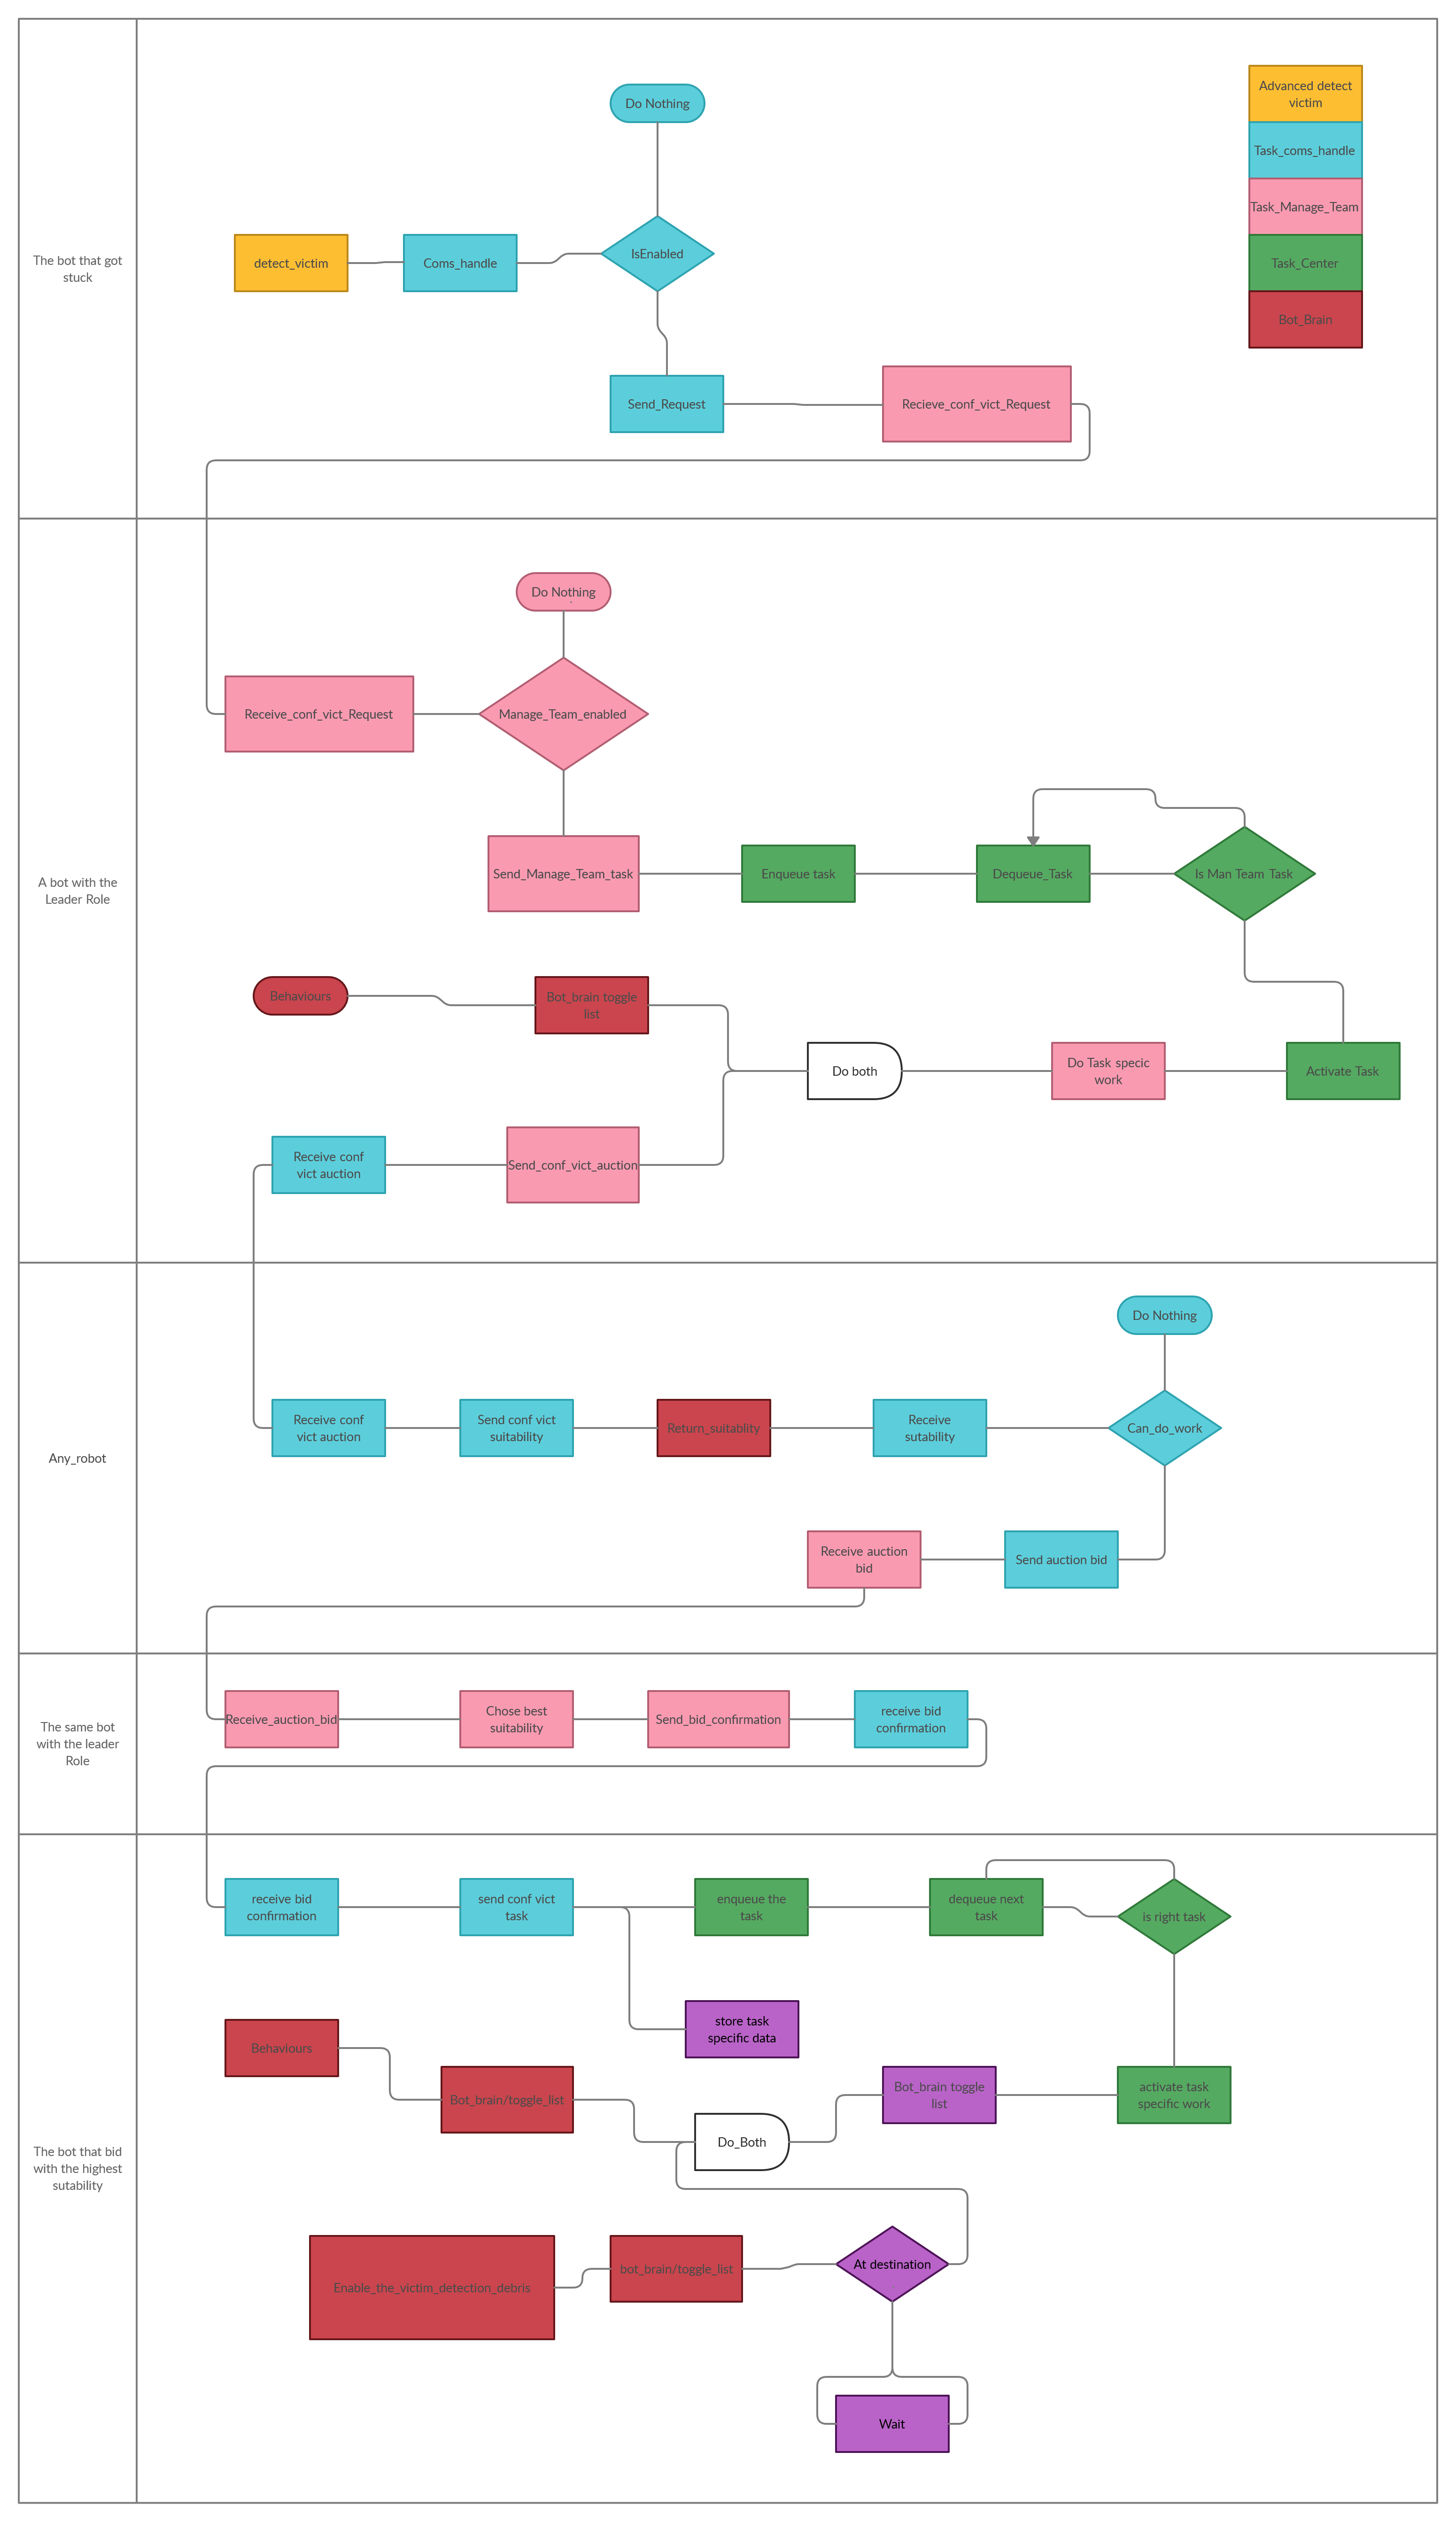 The bot that got
stuck
Do Nothing
Advanced detect
victim
Task_coms_handle
Task_Manage_Team
Task_Center
Bot_Brain
detect_victim
Coms_handle
IsEnabled
Send_Request
Recieve_conf_vict_Request
A bot with the
Leader Role
Do Nothing
Receive_conf_vict_Request
Manage_Team_enabled
Send_Manage_Team_task
Enqueue task
Dequeue_Task
Is Man Team Task
Behaviours
Bot_brain toggle
list
Do both
Do Task specic
work
Activate Task
Receive conf
vict auction
Send_conf_vict_auction
Any_robot
Do Nothing
Receive conf
vict auction
Send conf vict
suitability
Return_suitablity
Receive
sutability
Can_do_work
Receive auction
bid
Send auction bid
The same bot
with the leader
Role
Receive_auction_bid
Chose best
suitability
Send_bid_confirmation
receive bid
confirmation
The bot that bid
with the highest
sutability
receive bid
confirmation
send conf vict
task
enqueue the
task
dequeue next
task
is right task
store task
specific data
Behaviours
Bot_brain/toggle_list
Do_Both
Bot_brain toggle
list
activate task
specific work
Enable_the_victim_detection_debris
bot_brain/toggle_list
At destination
Wait